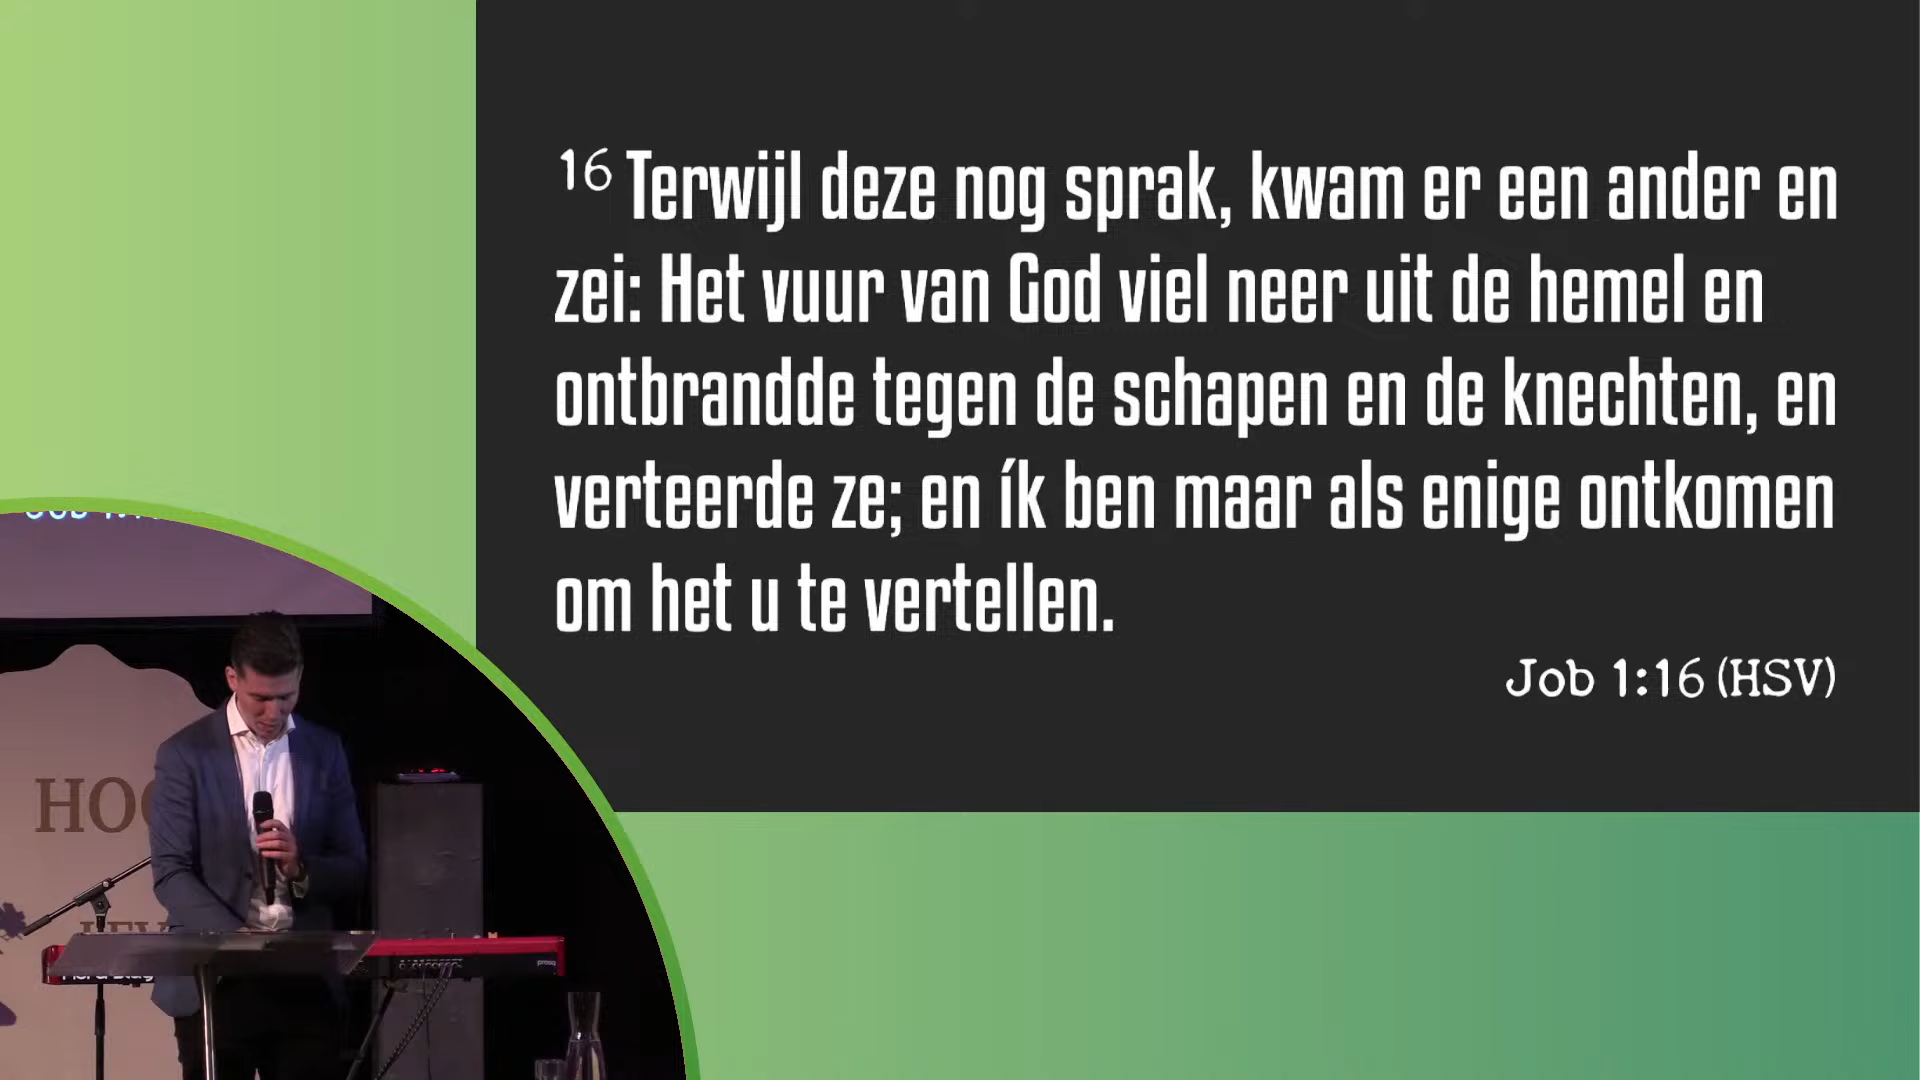 16 Terwijl deze nog sprak, kwam er een ander en
zei: Het vuur van God viel neer uit de hemel en
ontbrandde tegen de schapen en de knechten, en
verteerde ze; en ík ben maar als enige ontkomen
om het u te vertellen.
Job 1:16 (HSV)